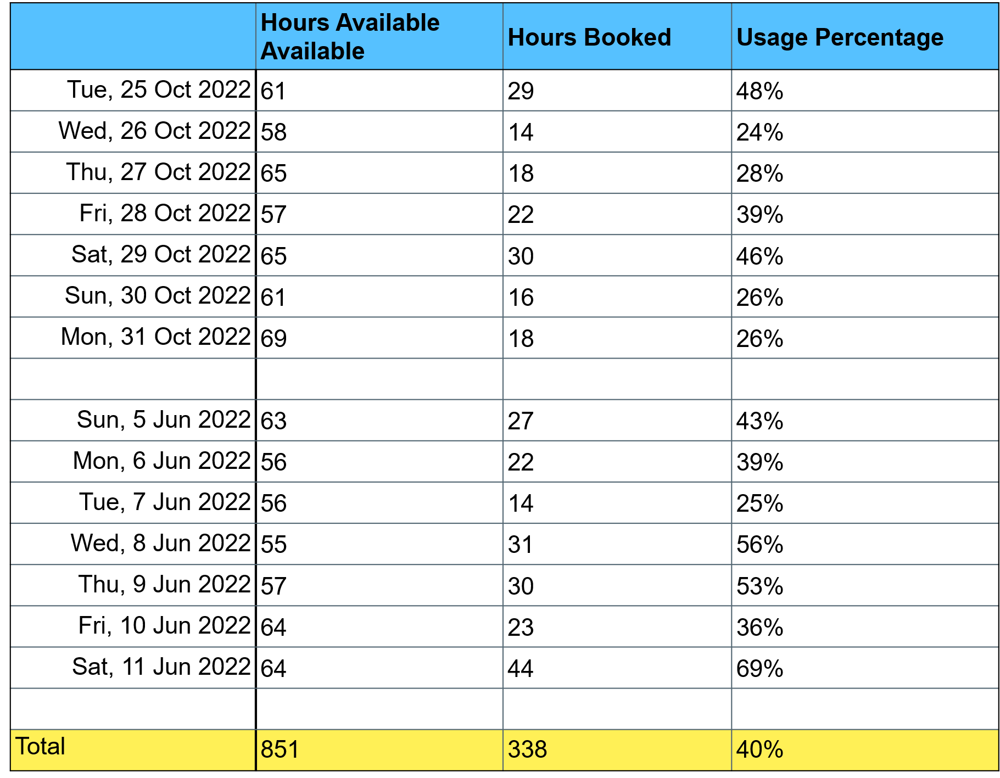 Hours Available
Available
Hours Booked
Usage Percentage
Tue, 25 Oct 2022 61 29 48%
Wed, 26 Oct 2022 58 14 24%
Thu, 27 Oct 2022 65 18 28%
Fri, 28 Oct 2022 57 22 39%
Sat, 29 Oct 2022 65 30 46%
Sun, 30 Oct 2022 61 16 26%
Mon, 31 Oct 2022 69 18 26%
Sun, 5 Jun 2022 63 27 43%
Mon, 6 Jun 2022 56 22 39%
Tue, 7 Jun 2022 56 14 25%
Wed, 8 Jun 2022 55 31 56%
Thu, 9 Jun 2022 57 30 53%
Fri, 10 Jun 2022 64 23 36%
Sat, 11 Jun 2022 64 44 69%
Total 851 338 40%